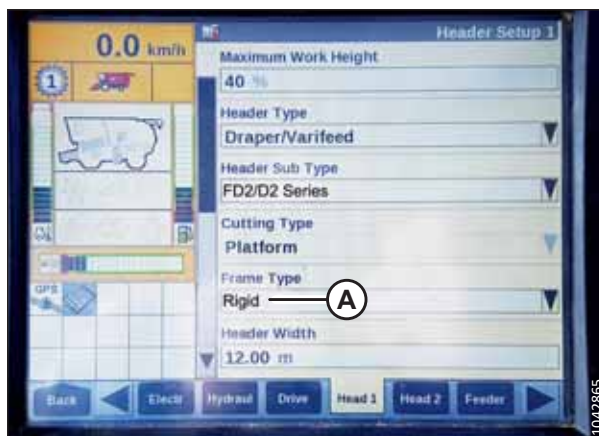 0.0 km/h
Header Setup 1
Maximum Work Height
40 %
1
Header Type
Draper/Varifeed
Header Sub Type
FD2/D2 Series
Cutting Type
Platform
GPS
Frame Type
Rigid
A
Header Width
12.00 m
Back
Electr
Hydraul
Drive
Head 1
Head 2
Feeder
1042865